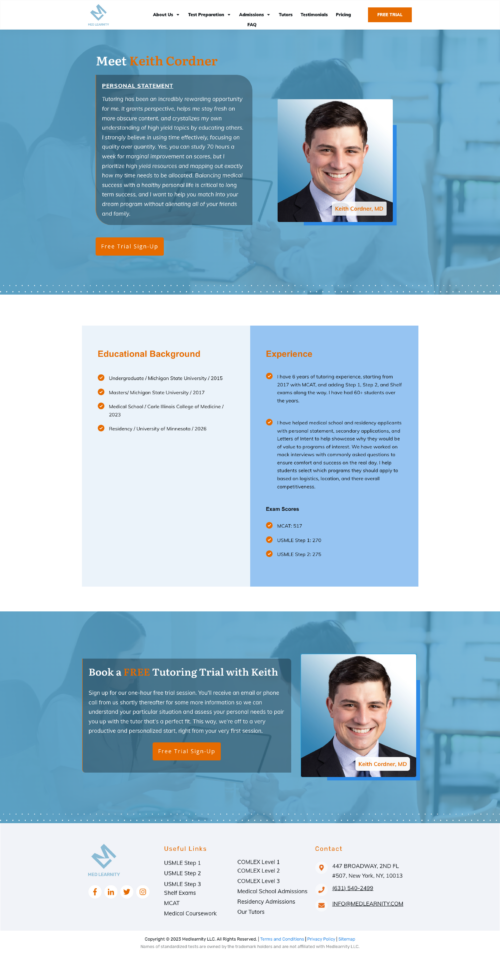 About Us
Test Preparation
Admissions
Tutors
Testimonials
Pricing
FREE TRIAL
FAQ
MEDLEARNITY
Meet Keith Cordner
PERSONAL STATEMENT
Tutoring has been an incredibly rewarding opportunity
for me. It grants perspective, helps me stay fresh on
more obscure content, and crystalizes my own
understanding of high yield topics by educating others.
I strongly believe in using time effectively, focusing on
quality over quantity. Yes, you can study 70 hours a
week for marginal improvement on scores, but I
prioritize high yield resources and mapping out exactly
how my time needs to be allocated. Balancing medical
success with a healthy personal life is critical to long
term success, and I want to help you match into your
dream program without alienating all of your friends
and family.
Keith Cordner, MD
Free Trial Sign-Up
Educational Background
Undergraduate / Michigan State University / 2015
Masters/ Michigan State University / 2017
Medical School / Carle Illinois College of Medicine /
2023
Residency / University of Minnesota / 2026
Experience
I have 6 years of tutoring experience, starting from
2017 with MCAT, and adding Step 1, Step 2, and Shelf
exams along the way. I have had 60+ students over
the years.
I have helped medical school and residency applicants
with personal statement, secondary applications, and
Letters of Intent to help showcase why they would be
of value to programs of interest. We have worked on
mock interviews with commonly asked questions to
ensure comfort and success on the real day. I help
students select which programs they should apply to
based on logistics, location, and there overall
competitiveness.
Exam Scores
MCAT: 517
USMLE Step 1: 270
USMLE Step 2: 275
Book a FREE Tutoring Trial with Keith
Sign up for our one-hour free trial session. You'll receive an email or phone
call from us shortly thereafter for some more information so we can
understand your particular situation and assess your personal needs to pair
you up with the tutor that's a perfect fit. This way, we're off to a very
productive and personalized start, right from your very first session.
Free Trial Sign-Up
Keith Cordner, MD
MEDLEARNITY
Useful Links
USMLE Step 1
USMLE Step 2
USMLE Step 3
Shelf Exams
MCAT
Medical Coursework
COMLEX Level 1
COMLEX Level 2
COMLEX Level 3
Medical School Admissions
Residency Admissions
Our Tutors
Contact
447 BROADWAY, 2ND FL
#507, New York, NY, 10013
(631) 540-2499
INFO@MEDLEARNITY.COM
Copyright © 2023 Medlearnity LLC. All Rights Reserved. | Terms and Conditions | Privacy Policy | Sitemap
Names of standardized tests are owned by the trademark holders and are not affiliated with Medlearnity LLC.